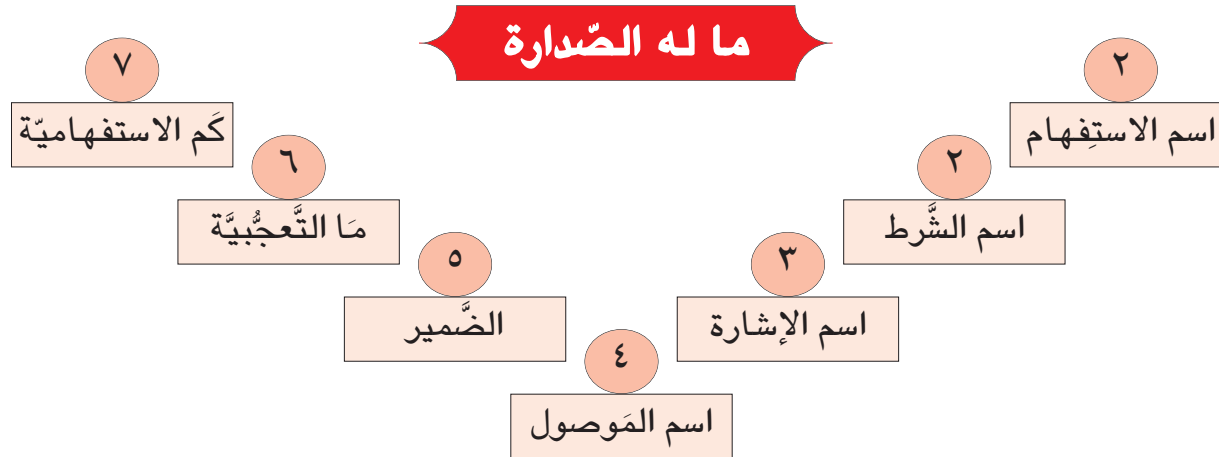 ما له الصّدارة
٢
اسم الاستِفهام
٢
اسم الشَّرط
٣
اسم الإشارة
٤
اسم المَوصول
٥
الضَّمير
٦
مَا التَّعجُّبيَّة
٧
كَم الاستفهاميّة